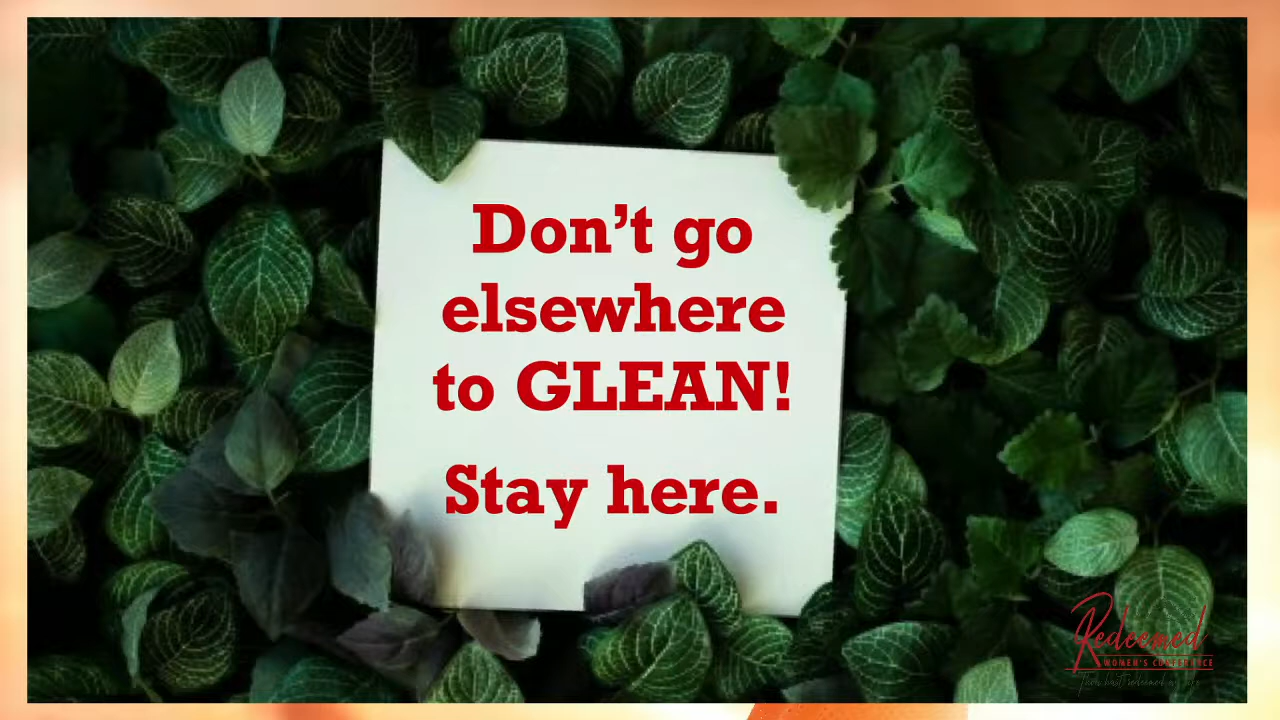 Don’t go
elsewhere
to GLEAN!
Stay here.
Redeemed
WOMEN'S CONFERENCE